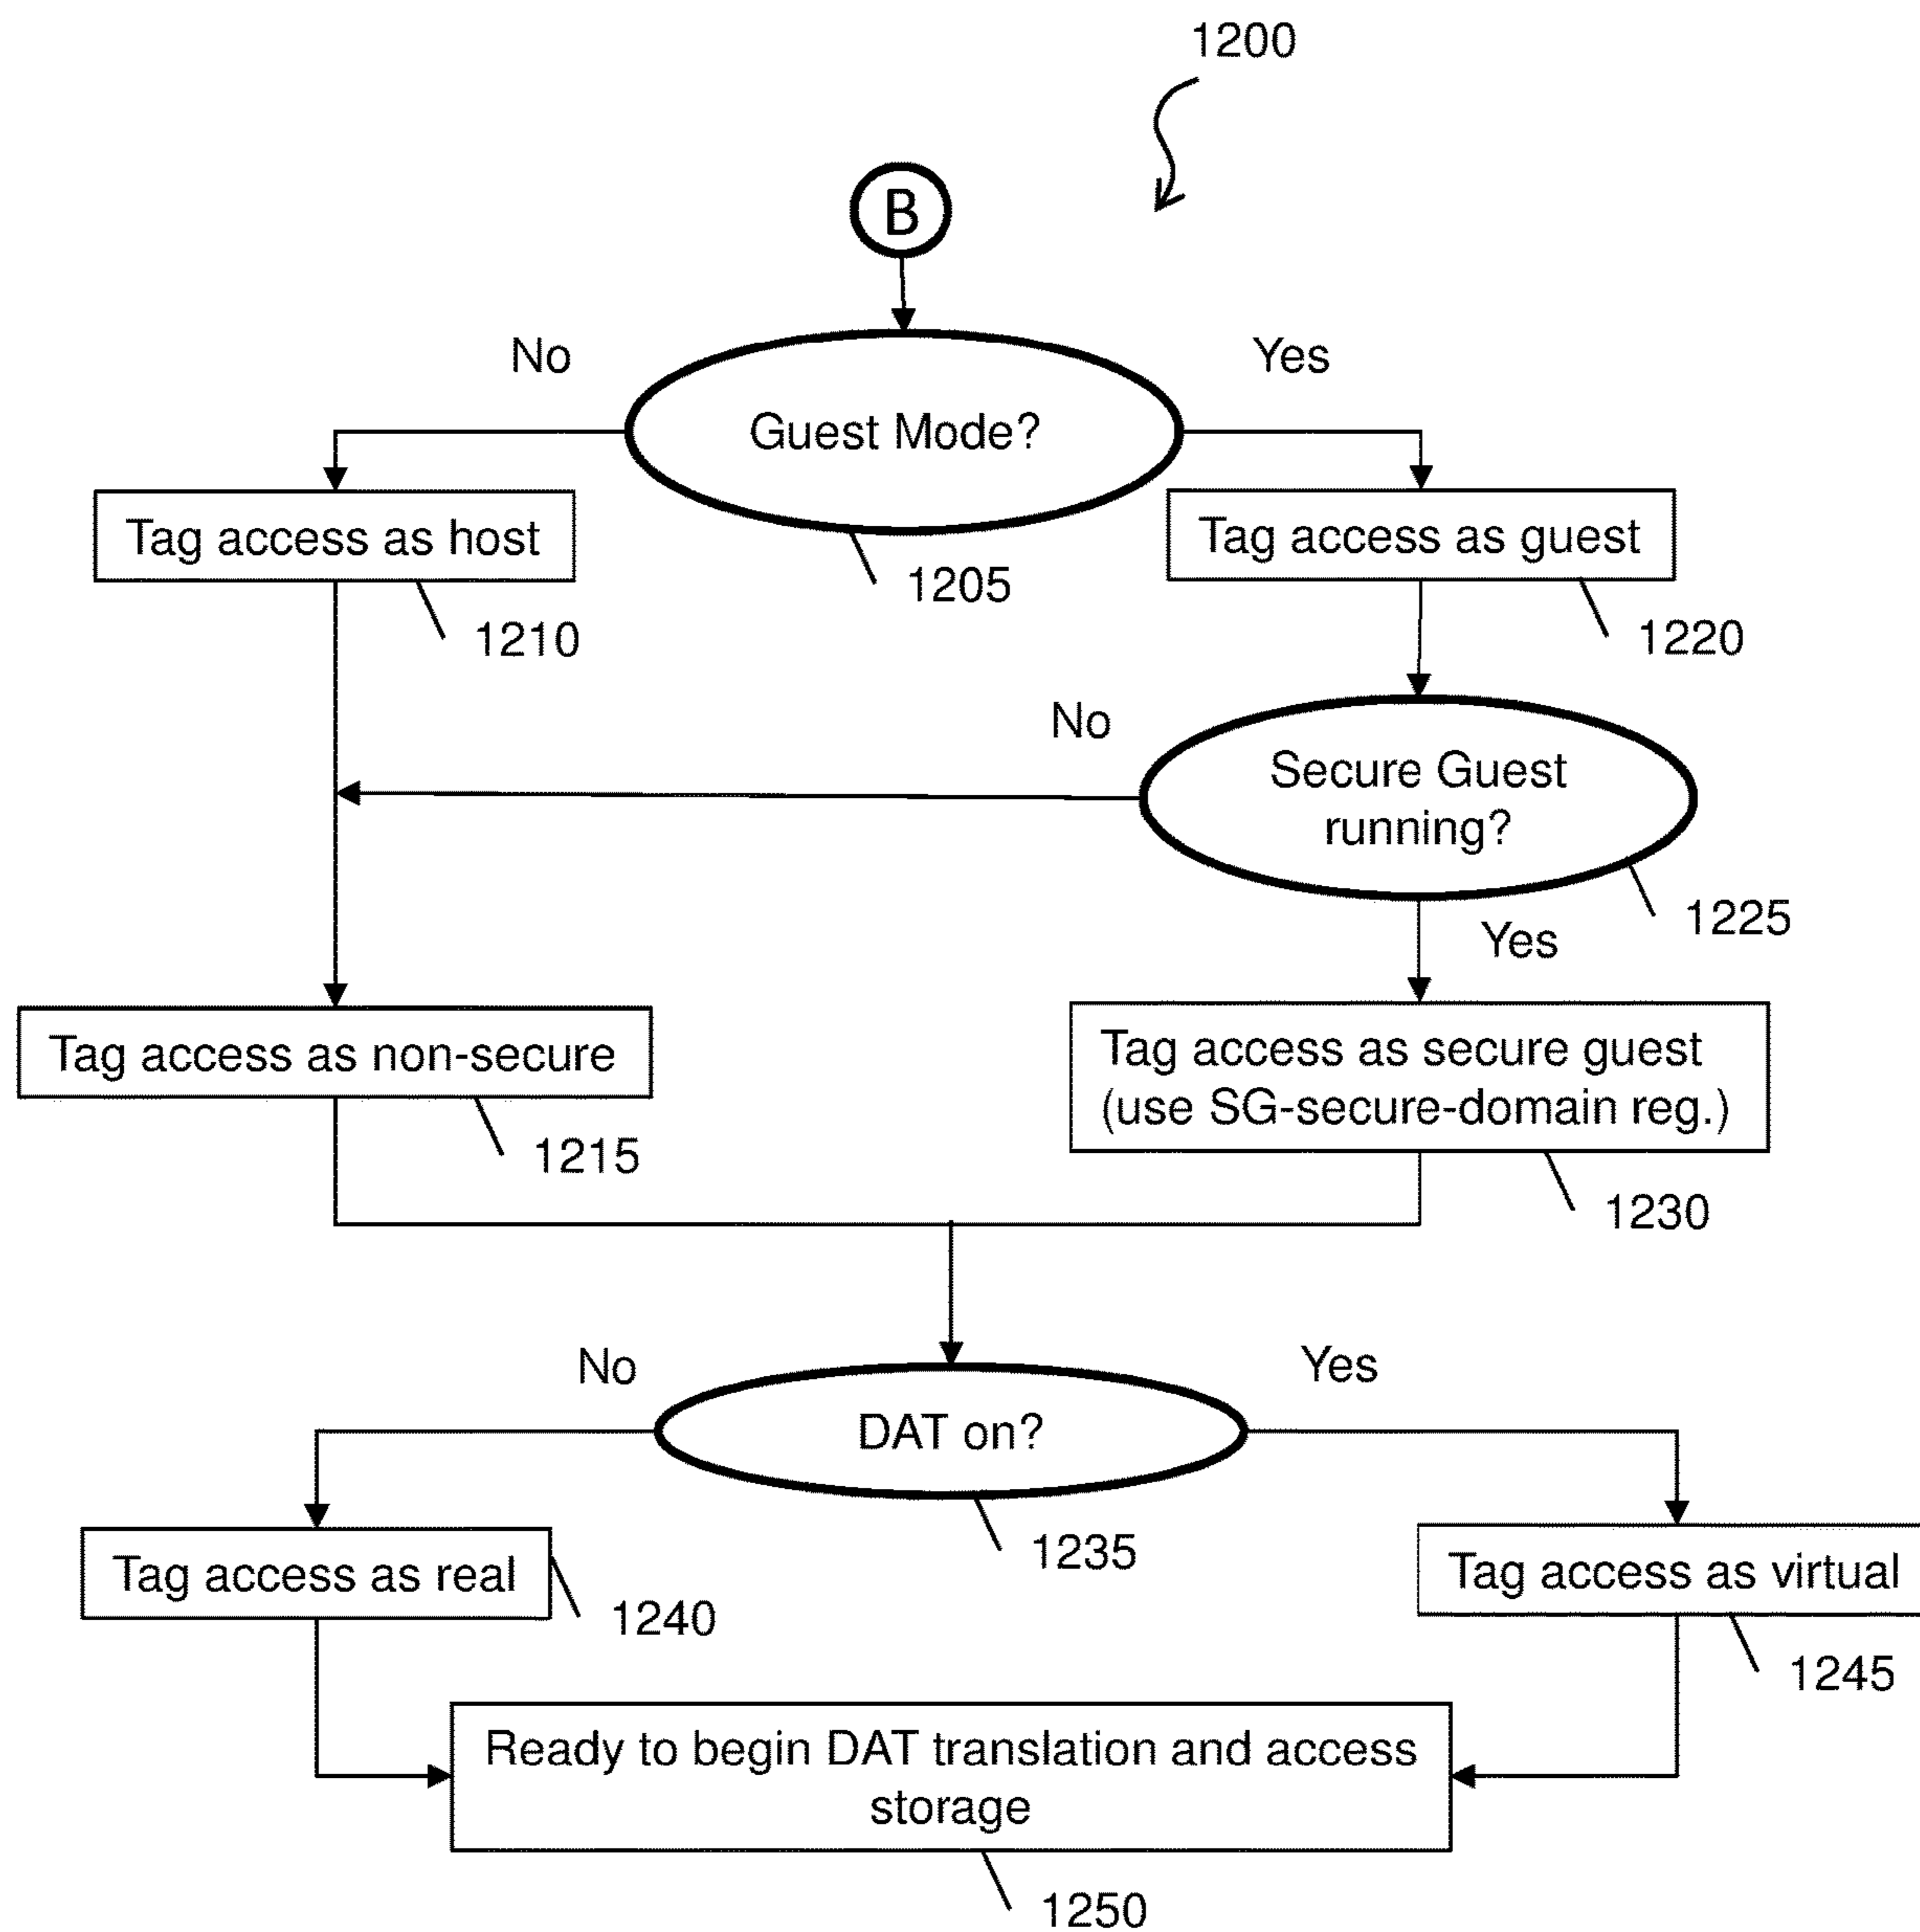 1200
B
No
Yes
Guest Mode?
Tag access as host
Tag access as guest
1205
1210
1220
No
Secure Guest
running?
1225
Yes
Tag access as non-secure
Tag access as secure guest
(use SG-secure-domain reg.)
1215
1230
No
Yes
DAT on?
1235
Tag access as real
Tag access as virtual
1240
1245
Ready to begin DAT translation and access
storage
1250